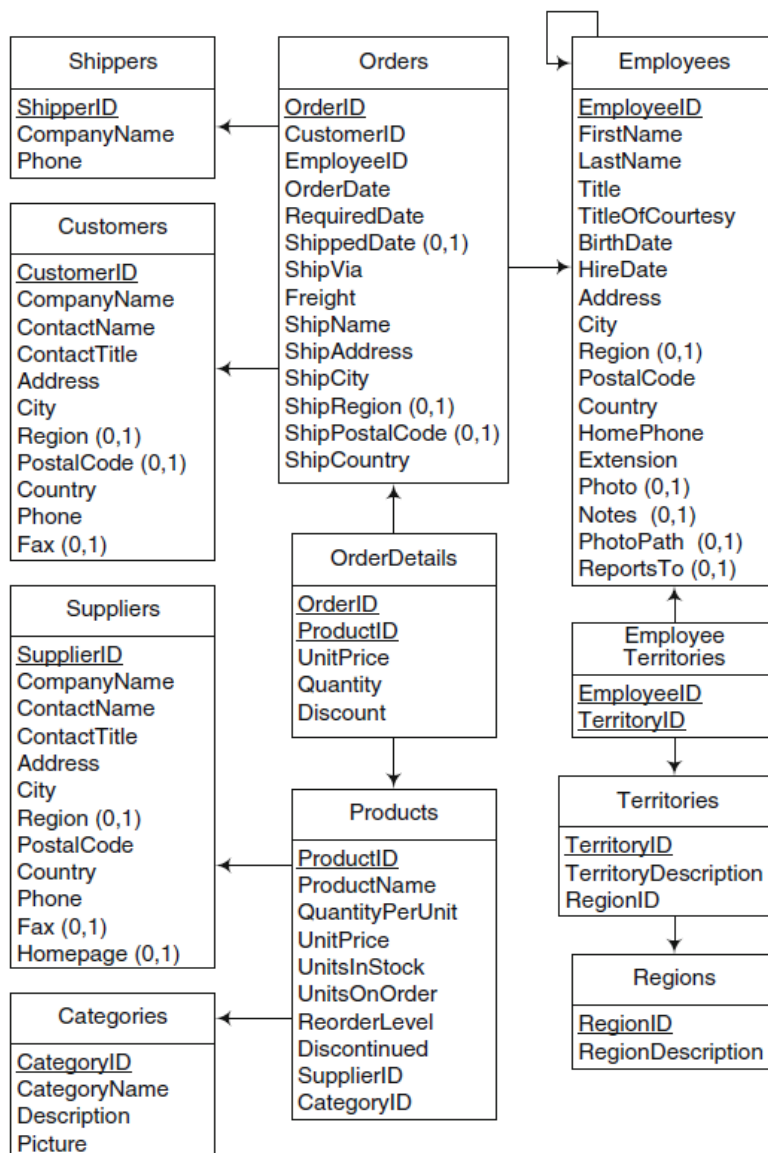 Shippers
ShipperID
CompanyName
Phone
Customers
CustomerID
CompanyName
ContactName
ContactTitle
Address
City
Region (0,1)
PostalCode (0,1)
Country
Phone
Fax (0,1)
Suppliers
SupplierID
CompanyName
ContactName
ContactTitle
Address
City
Region (0,1)
PostalCode
Country
Phone
Fax (0,1)
Homepage (0,1)
Categories
CategoryID
CategoryName
Description
Picture
Orders
OrderID
CustomerID
EmployeeID
OrderDate
RequiredDate
ShippedDate (0,1)
ShipVia
Freight
ShipName
ShipAddress
ShipCity
ShipRegion (0,1)
ShipPostalCode (0,1)
ShipCountry
OrderDetails
OrderID
ProductID
UnitPrice
Quantity
Discount
Products
ProductID
ProductName
QuantityPerUnit
UnitPrice
UnitsInStock
UnitsOnOrder
ReorderLevel
Discontinued
SupplierID
CategoryID
Employees
EmployeeID
FirstName
LastName
Title
TitleOfCourtesy
BirthDate
HireDate
Address
City
Region (0,1)
PostalCode
Country
HomePhone
Extension
Photo (0,1)
Notes (0,1)
PhotoPath (0,1)
ReportsTo (0,1)
Employee
Territories
EmployeeID
TerritoryID
Territories
TerritoryID
TerritoryDescription
RegionID
Regions
RegionID
RegionDescription